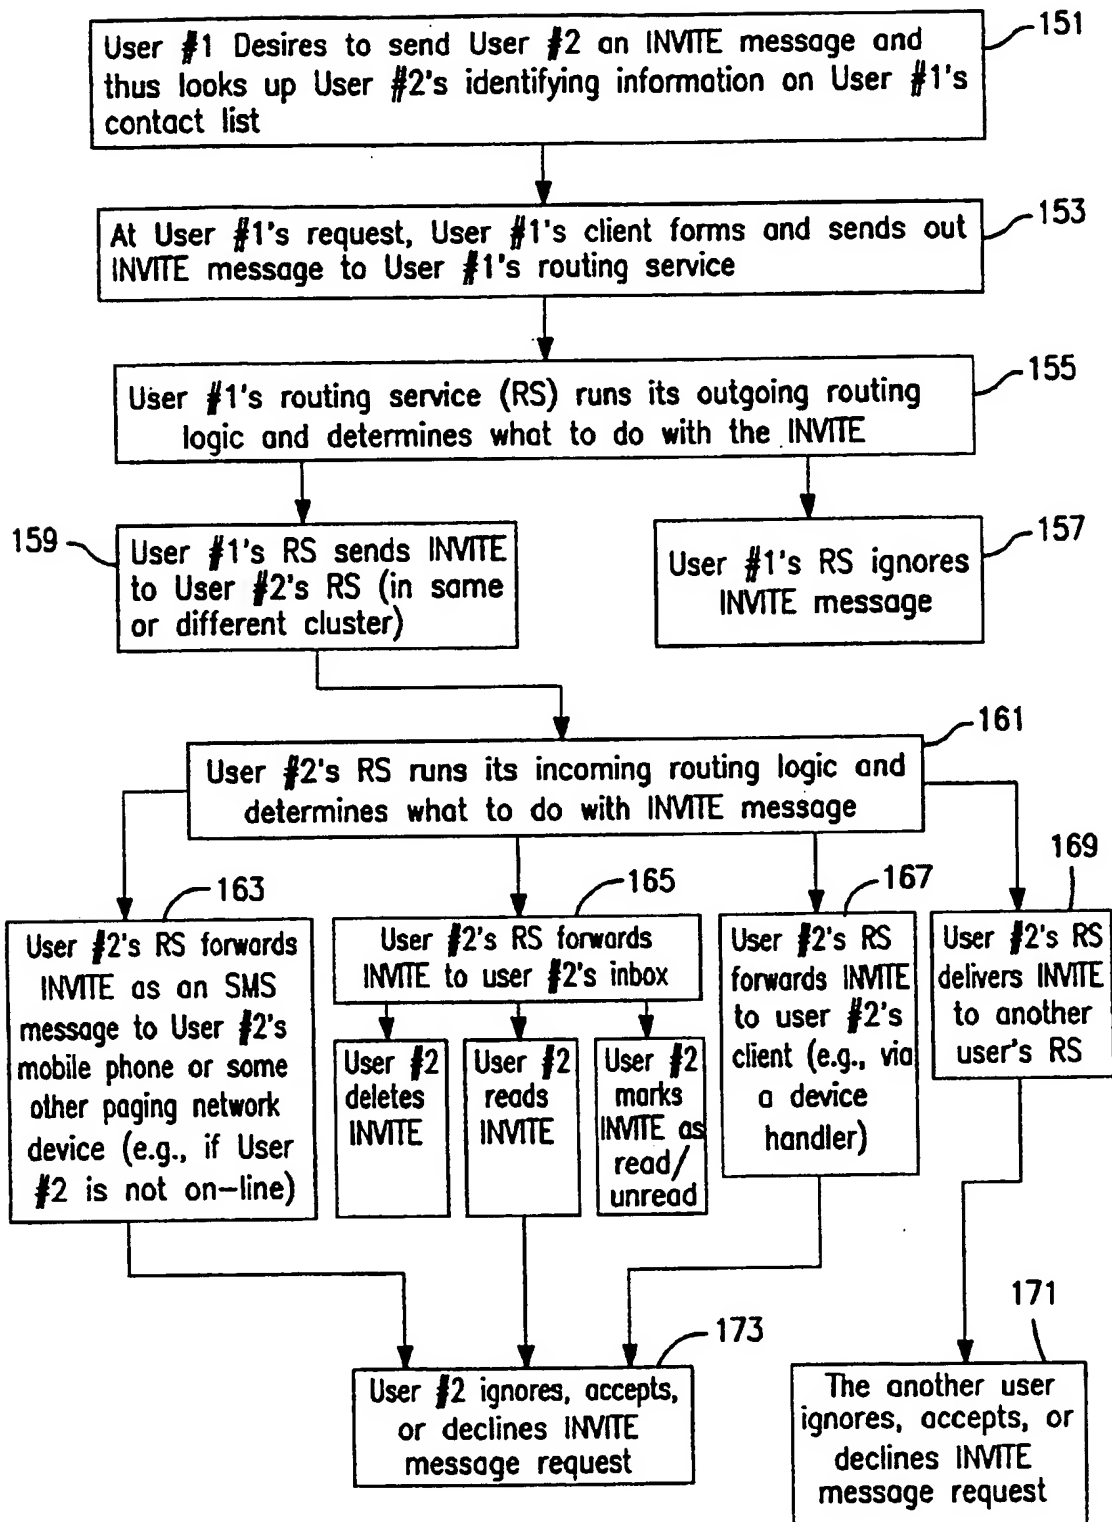 User #1 Desires to send User #2 an INVITE message and
thus looks up User #2's identifying information on User #1's
contact list
151
At User #1's request, User #1's client forms and sends out
INVITE message to User #1's routing service
153
User #1's routing service (RS) runs its outgoing routing
logic and determines what to do with the INVITE
155
159
User #1's RS sends INVITE
to User #2's RS (in same
or different cluster)
User #1's RS ignores
INVITE message
157
161
User #2's RS runs its incoming routing logic and
determines what to do with INVITE message
163
User #2's RS forwards
INVITE as an SMS
message to User #2's
mobile phone or some
other paging network
device (e.g., if User
#2 is not on-line)
165
User #2's RS forwards
INVITE to user #2's inbox
User #2
deletes
INVITE
User #2
reads
INVITE
User #2
marks
INVITE as
read/
unread
167
User #2's RS
forwards INVITE
to user #2's
client (e.g., via
a device
handler)
169
User #2's RS
delivers INVITE
to another
user's RS
173
User #2 ignores, accepts,
or declines INVITE
message request
171
The another user
ignores, accepts, or
declines INVITE
message request